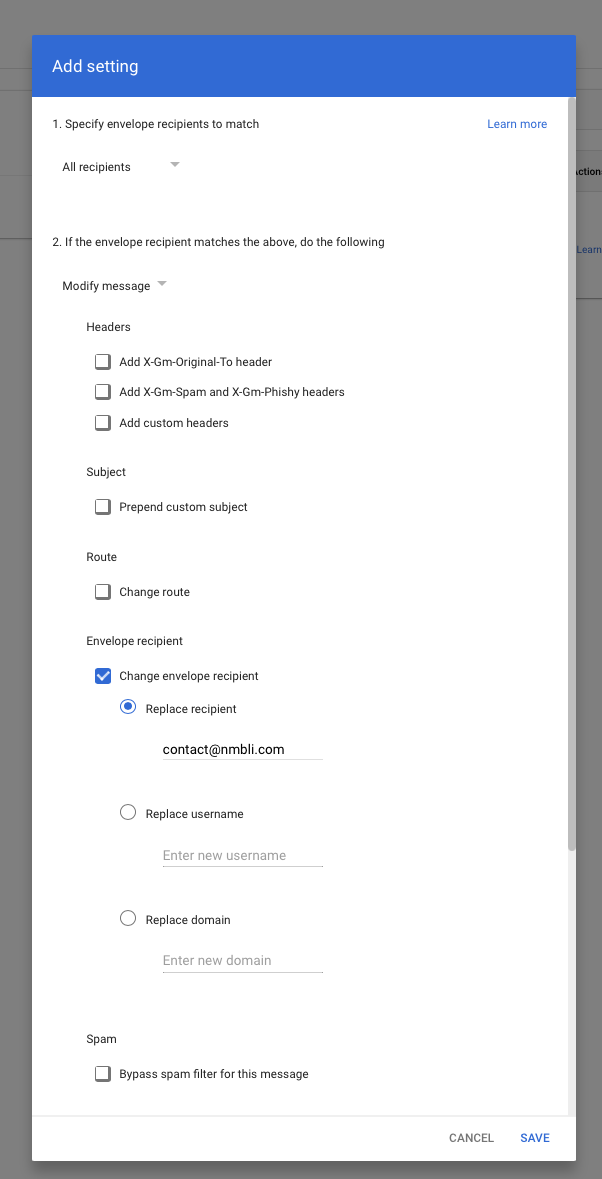 Add setting
1. Specify envelope recipients to match Learn more
All recipients
Action
2. If the envelope recipient matches the above, do the following
Learn
Modify message
Headers
Add X-Gm-Original-To header
Add X-Gm-Spam and X-Gm-Phishy headers
Add custom headers
Subject
Prepend custom subject
Route
Change route
Envelope recipient
Change envelope recipient
Replace recipient
contact@nmbli.com
Replace username
Enter new username
Replace domain
Enter new domain
Spam
Bypass spam filter for this message
CANCEL SAVE